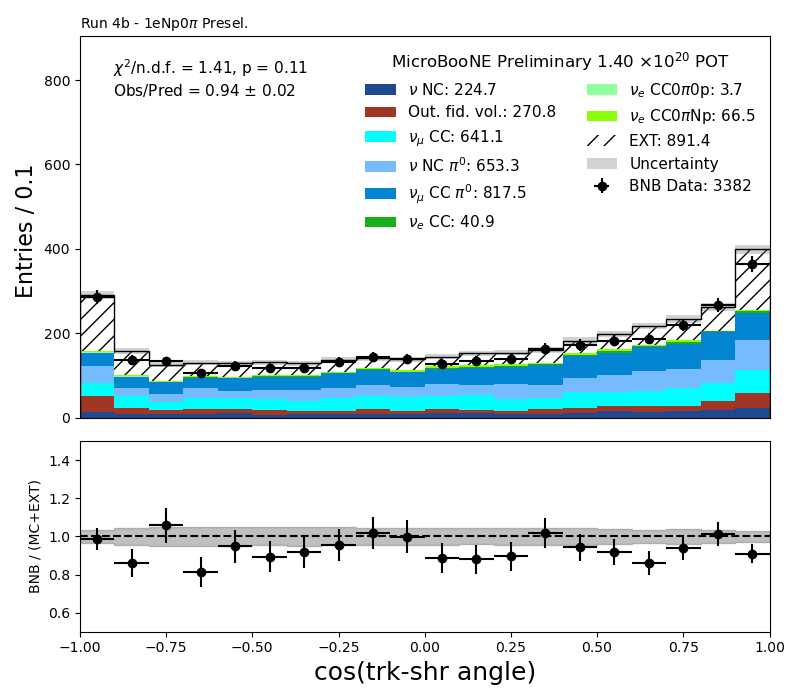 Run 4b - 1eNp0π Presel.
χ²/n.d.f. = 1.41, p = 0.11
Obs/Pred = 0.94 ± 0.02
MicroBooNE Preliminary 1.40 ×10²⁰ POT
ν NC: 224.7
Out. fid. vol.: 270.8
ν_μ CC: 641.1
ν NC π⁰: 653.3
ν_μ CC π⁰: 817.5
ν_e CC: 40.9
ν_e CC0π0p: 3.7
ν_e CC0πNp: 66.5
EXT: 891.4
Uncertainty
BNB Data: 3382
Entries / 0.1
800
600
400
200
0
BNB / (MC+EXT)
1.4
1.2
1.0
0.8
0.6
−1.00 −0.75 −0.50 −0.25 0.00 0.25 0.50 0.75 1.00
cos(trk-shr angle)